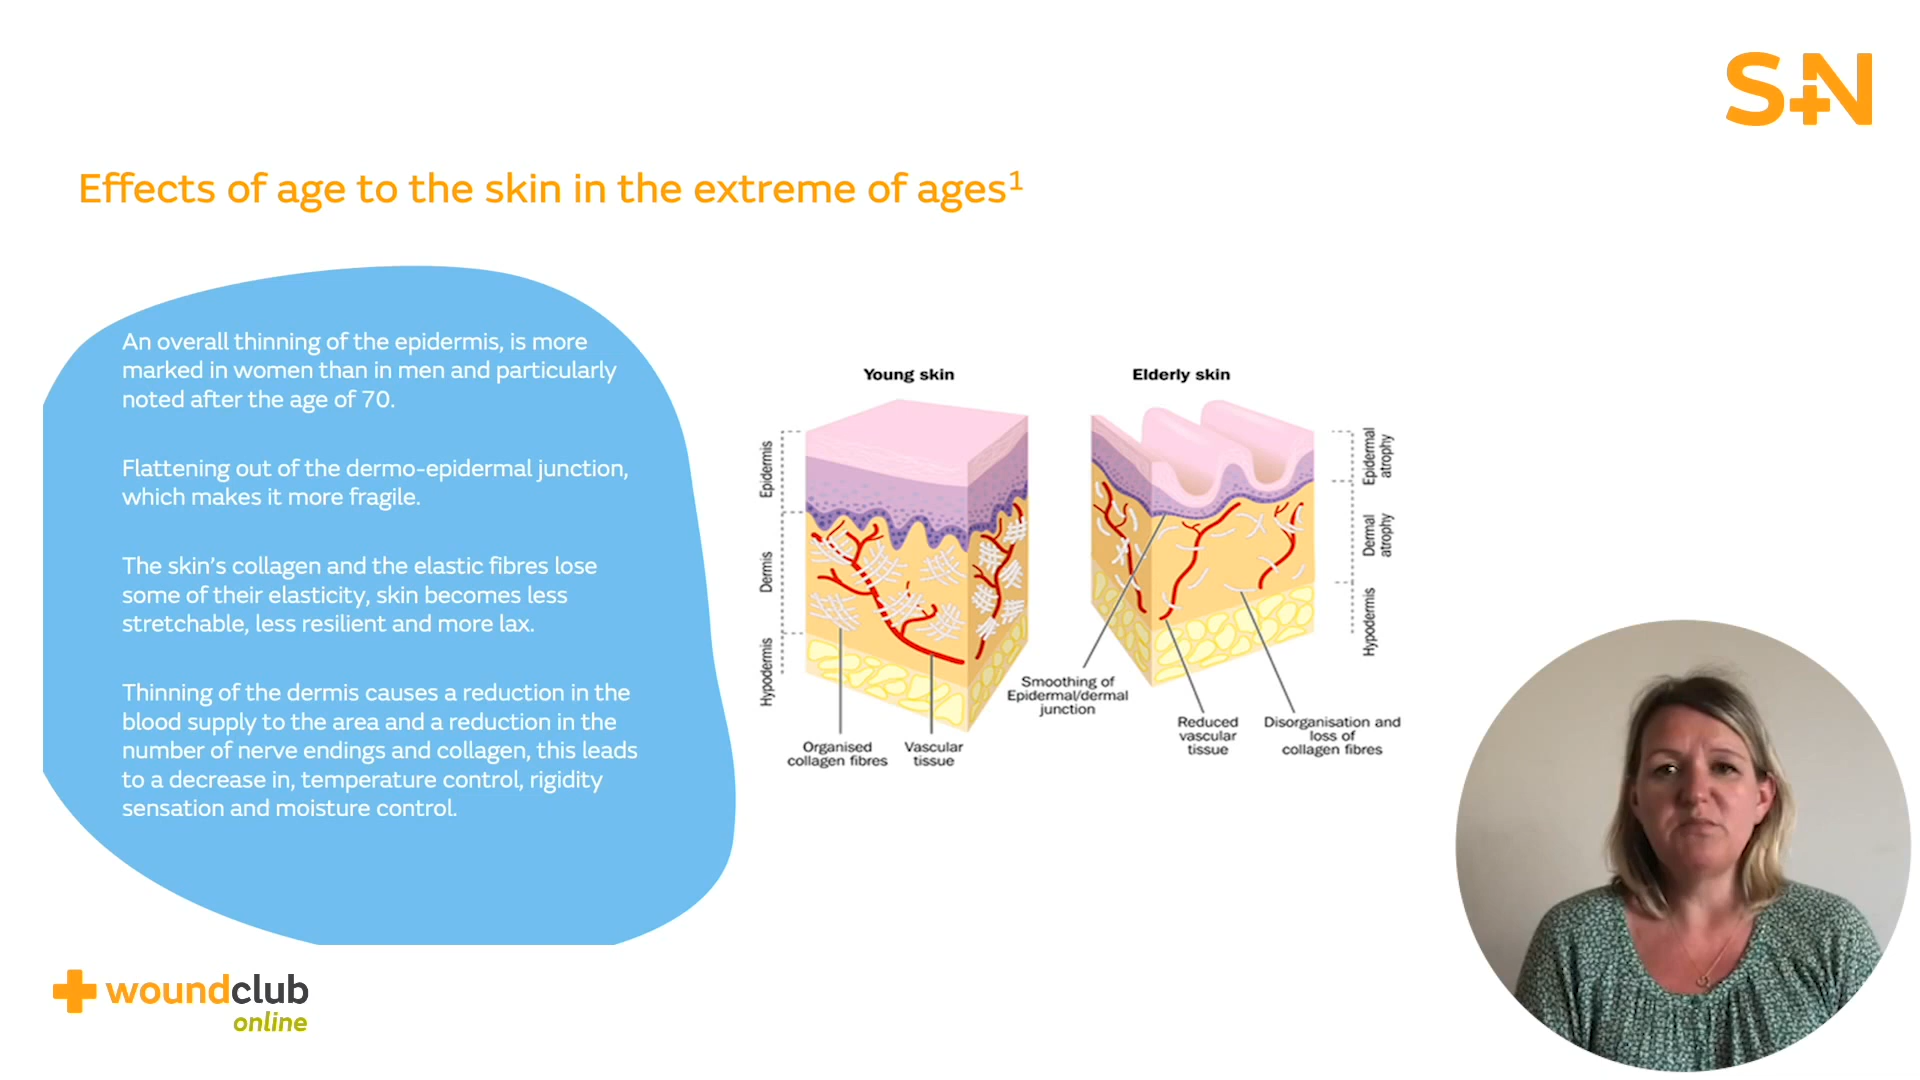 S+N
Effects of age to the skin in the extreme of ages¹
An overall thinning of the epidermis, is more
marked in women than in men and particularly
noted after the age of 70.
Flattening out of the dermo-epidermal junction,
which makes it more fragile.
The skin's collagen and the elastic fibres lose
some of their elasticity, skin becomes less
stretchable, less resilient and more lax.
Thinning of the dermis causes a reduction in the
blood supply to the area and a reduction in the
number of nerve endings and collagen, this leads
to a decrease in, temperature control, rigidity
sensation and moisture control.
Young skin
Epidermis
Dermis
Hypodermis
Organised
collagen fibres
Vascular
tissue
Elderly skin
Epidermal
atrophy
Dermal
atrophy
Hypodermis
Smoothing of
Epidermal/dermal
junction
Reduced
vascular
tissue
Disorganisation and
loss of
collagen fibres
woundclub
online